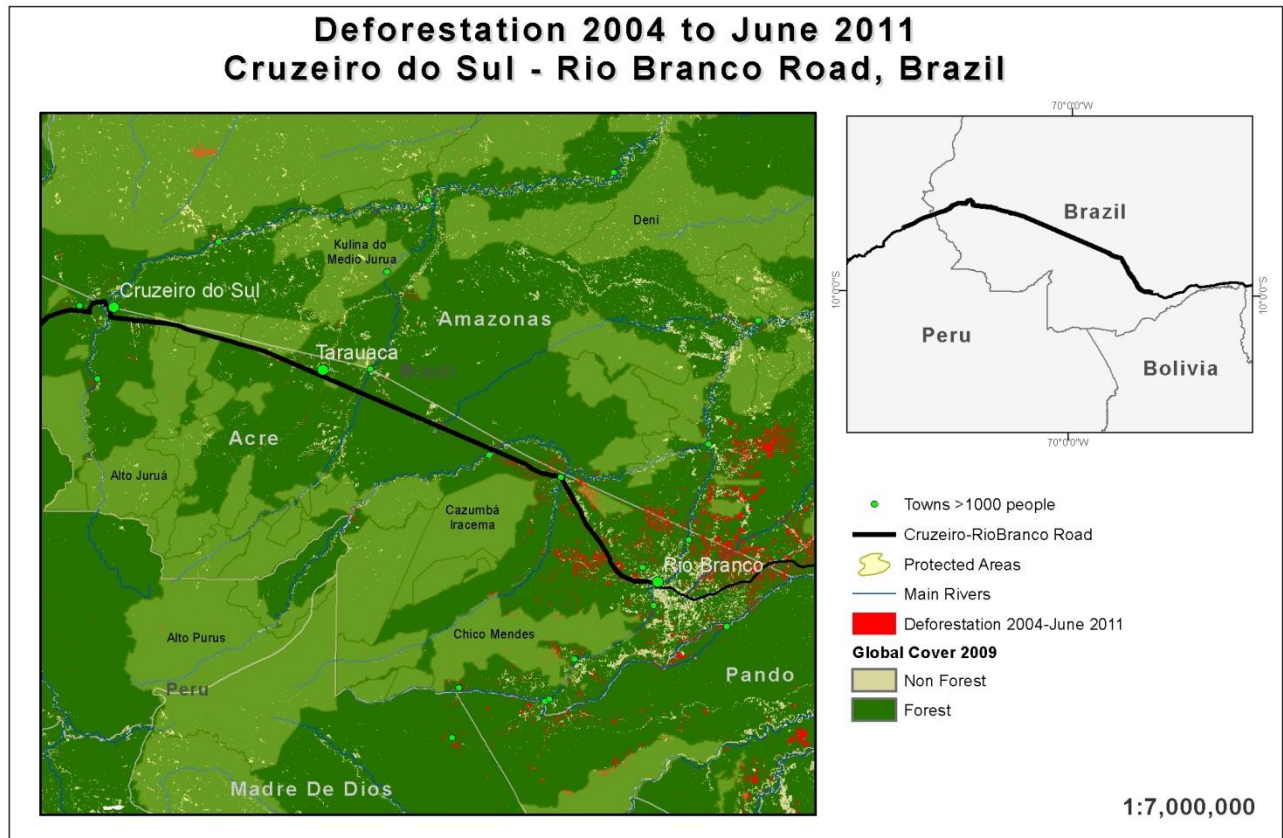 Deforestation 2004 to June 2011
Cruzeiro do Sul - Rio Branco Road, Brazil
Deni
Kulina do
Medio Jurua
Cruzeiro do Sul
Amazonas
Tarauaca
Brazil
Acre
Alto Juruá
Cazumbá
Iracema
Rio Branco
Alto Purus
Chico Mendes
Peru
Pando
Madre De Dios
70°0'0"W
Brazil
10°0'0"S
10°0'0"S
Peru
Bolivia
70°0'0"W
Towns >1000 people
Cruzeiro-RioBranco Road
Protected Areas
Main Rivers
Deforestation 2004-June 2011
Global Cover 2009
Non Forest
Forest
1:7,000,000